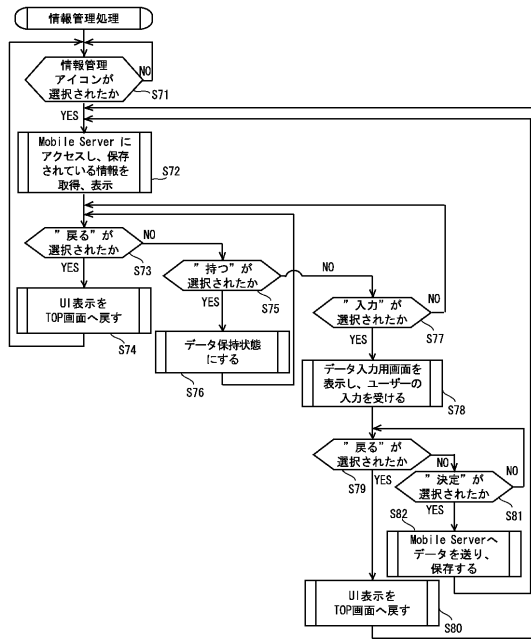 情報管理処理
情報管理
アイコンが
選択されたか
NO
S71
YES
Mobile Server に
アクセスし、保存
されている情報を
取得、表示
S72
”戻る”が
選択されたか
NO
S73
YES
UI表示を
TOP画面へ戻す
S74
”持つ”が
選択されたか
NO
S75
YES
データ保持状態
にする
S76
”入力”が
選択されたか
NO
S77
YES
データ入力用画面を
表示し、ユーザーの
入力を受ける
S78
”戻る”が
選択されたか
NO
S79
YES
”決定”が
選択されたか
NO
S81
YES
S82
Mobile Serverへ
データを送り、
保存する
UI表示を
TOP画面へ戻す
S80